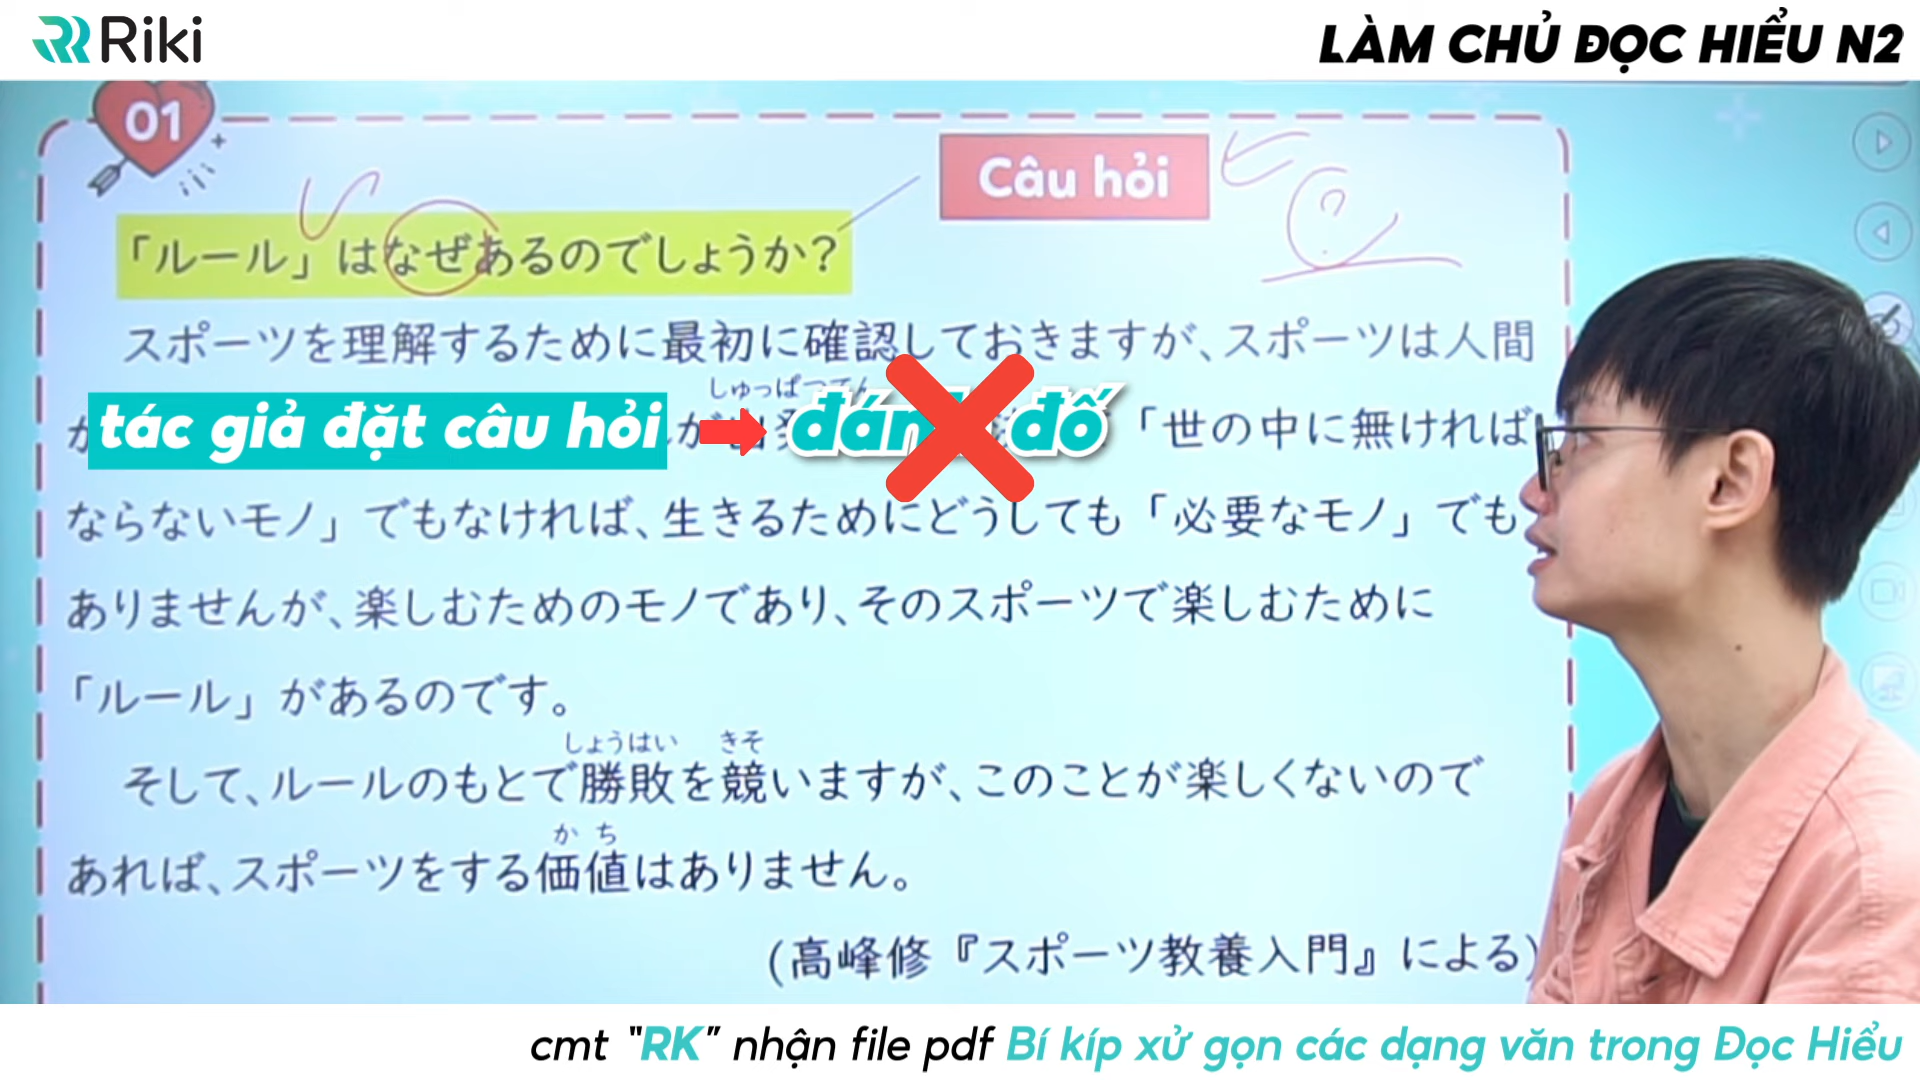 Riki
LÀM CHỦ ĐỌC HIỂU N2
01
Câu hỏi
「ルール」はなぜあるのでしょうか?
スポーツを理解するために最初に確認しておきますが、スポーツは人間
しゅっぱつてん
tác giả đặt câu hỏi
が出発
đánh đố
「世の中に無ければ
ならないモノ」でもなければ、生きるためにどうしても「必要なモノ」でも
ありませんが、楽しむためのモノであり、そのスポーツで楽しむために
「ルール」があるのです。
しょうはい きそ
そして、ルールのもとで勝敗を競いますが、このことが楽しくないので
かち
あれば、スポーツをする価値はありません。
(高峰修『スポーツ教養入門』による)
cmt "RK" nhận file pdf Bí kíp xử gọn các dạng văn trong Đọc Hiểu